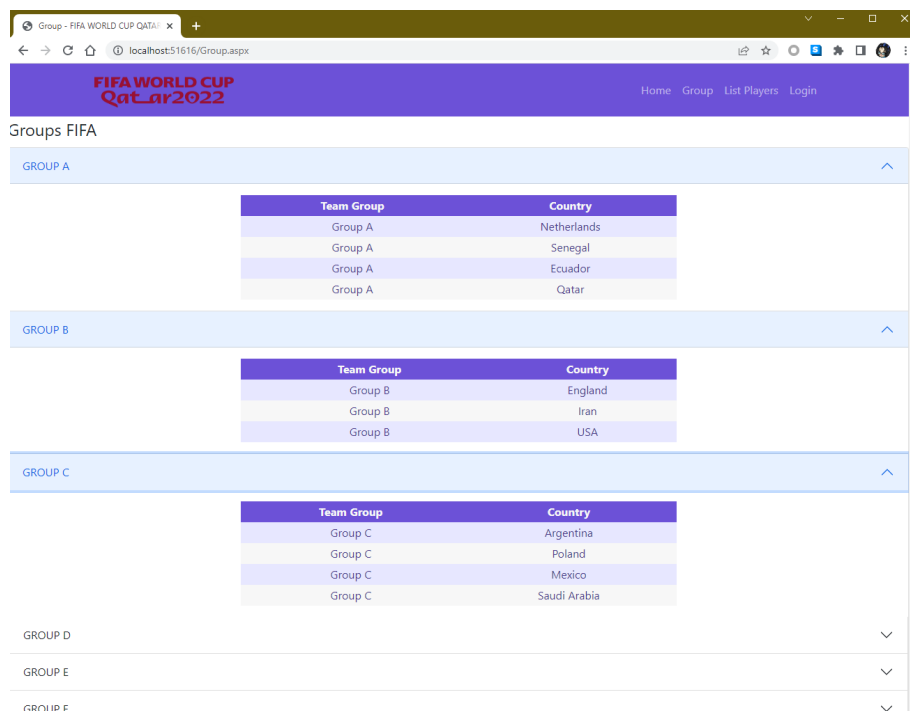 Group - FIFA WORLD CUP QATAR
localhost:51616/Group.aspx
FIFA WORLD CUP
Qatar2022
Home Group List Players Login
Groups FIFA
GROUP A
Team Group Country
Group A Netherlands
Group A Senegal
Group A Ecuador
Group A Qatar
GROUP B
Team Group Country
Group B England
Group B Iran
Group B USA
GROUP C
Team Group Country
Group C Argentina
Group C Poland
Group C Mexico
Group C Saudi Arabia
GROUP D
GROUP E
GROUP F